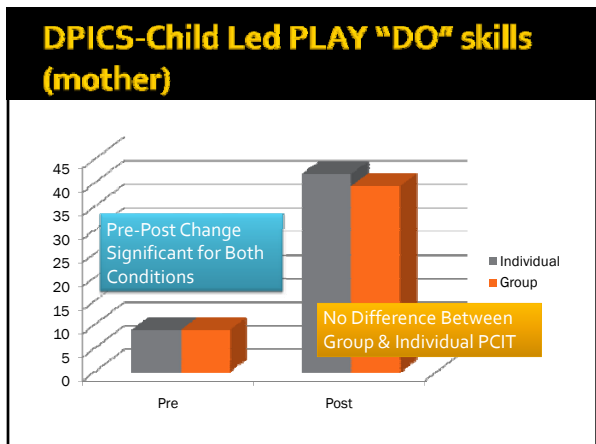 DPICS-Child Led PLAY "DO" skills
(mother)
45
40
35
30
25
20
15
10
5
0
Pre-Post Change
Significant for Both
Conditions
Individual
Group
No Difference Between
Group & Individual PCIT
Pre
Post